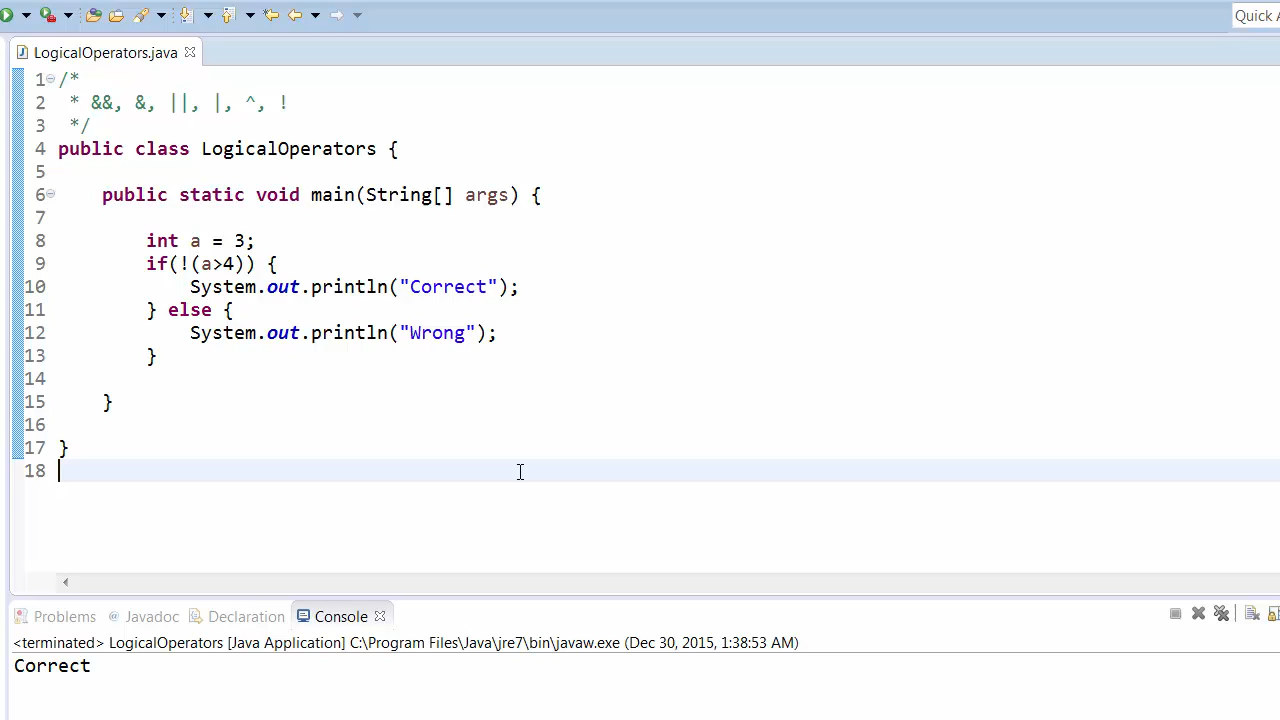 Quick A
LogicalOperators.java
1 /*
2  * &&, &, ||, |, ^, !
3  */
4 public class LogicalOperators {
5
6     public static void main(String[] args) {
7
8         int a = 3;
9         if(!(a>4)) {
10             System.out.println("Correct");
11         } else {
12             System.out.println("Wrong");
13         }
14
15     }
16
17 }
18
Problems @ Javadoc Declaration Console
<terminated> LogicalOperators [Java Application] C:\Program Files\Java\jre7\bin\javaw.exe (Dec 30, 2015, 1:38:53 AM)
Correct